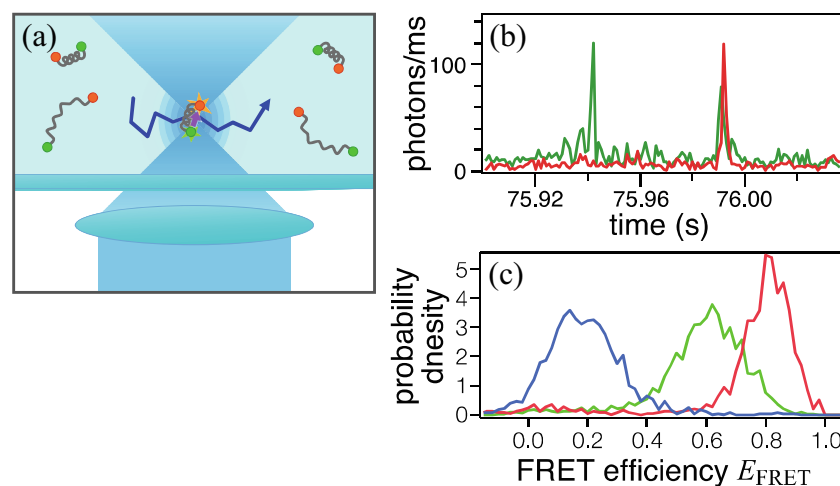 (a)
(b)
photons/ms
100
0
75.92 75.96 76.00
time (s)
(c)
probability
dnesity
5
4
3
2
1
0
0.0 0.2 0.4 0.6 0.8 1.0
FRET efficiency E_FRET